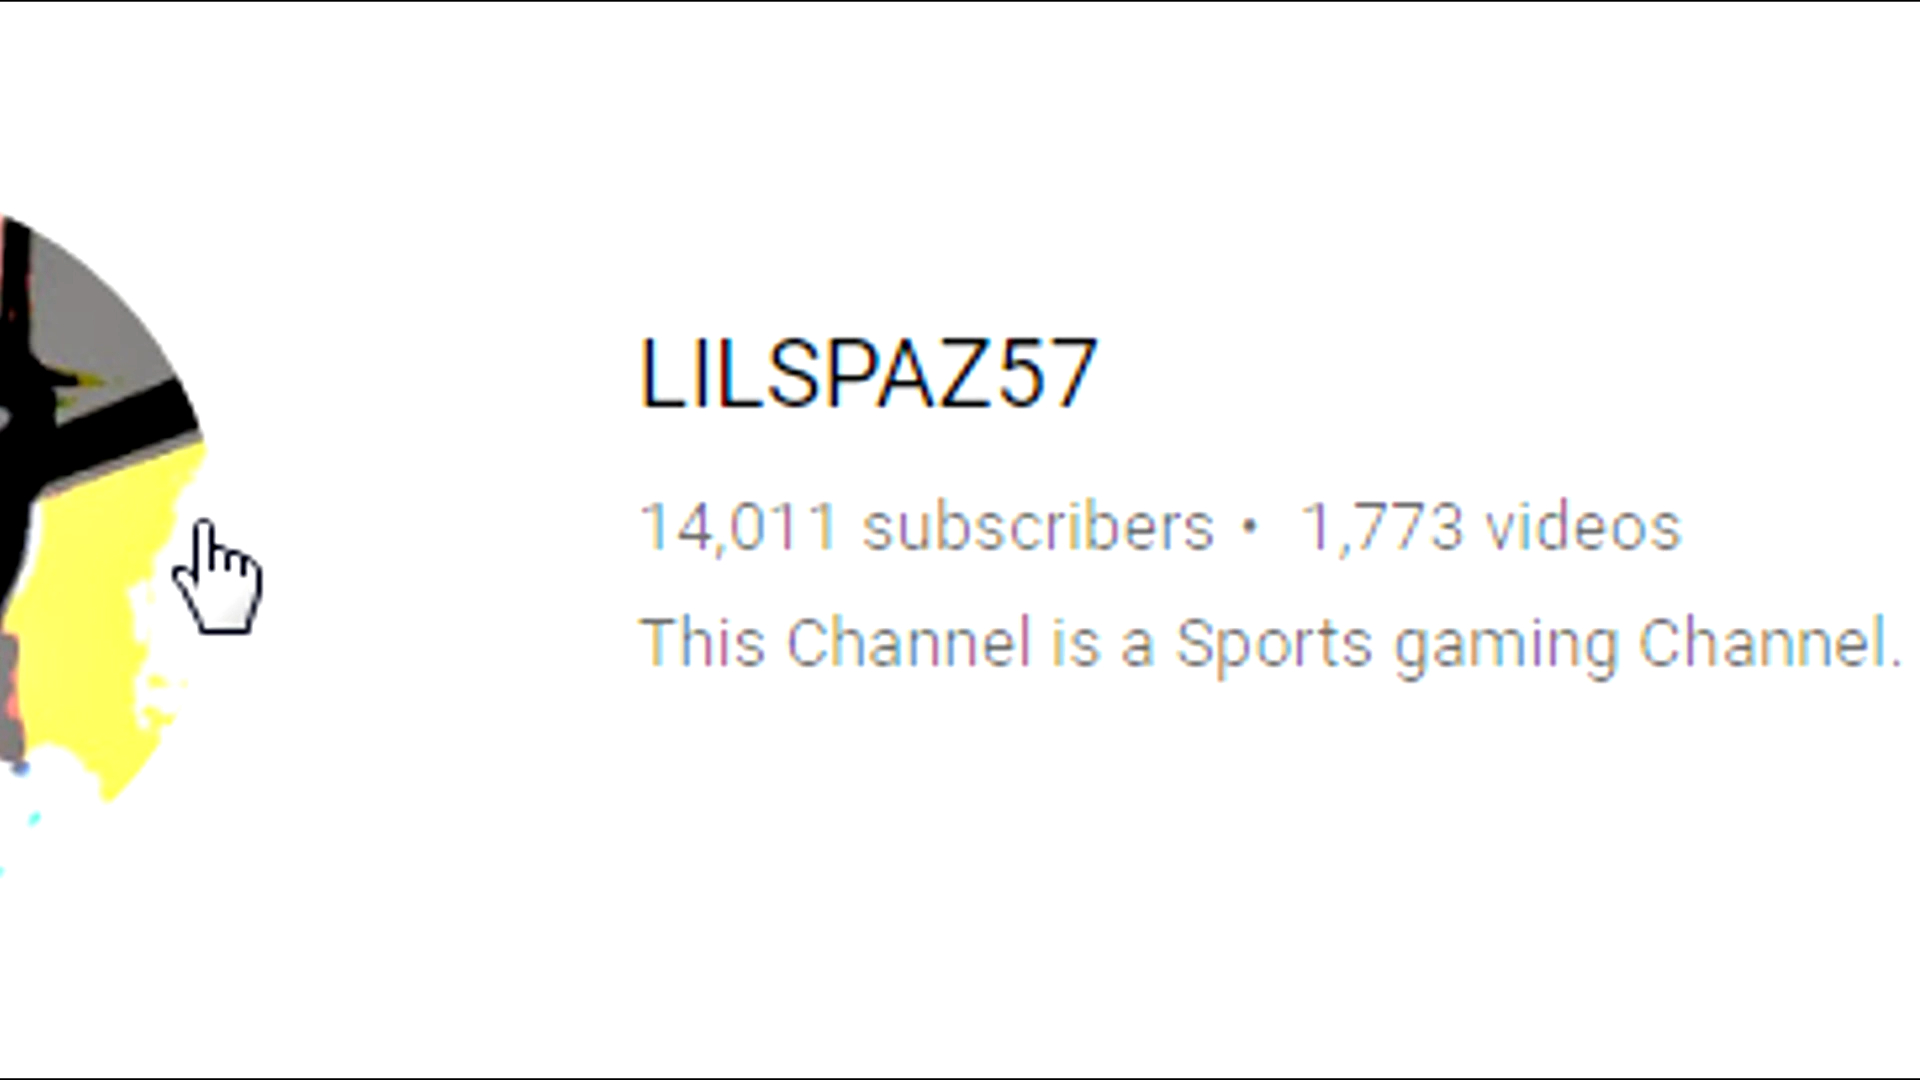 LILSPAZ57
14,011 subscribers • 1,773 videos
This Channel is a Sports gaming Channel.